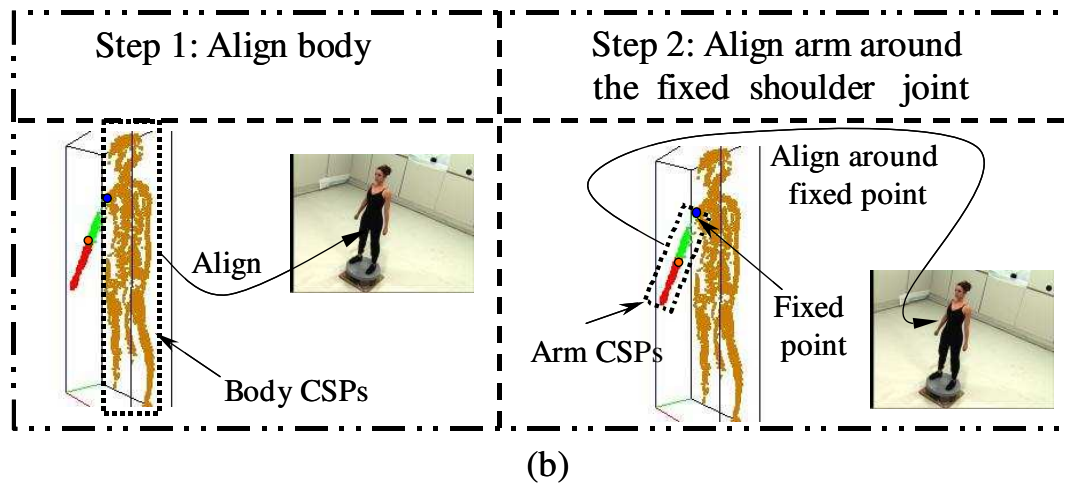 Step 1: Align body
Step 2: Align arm around
the fixed shoulder joint
Align
Body CSPs
Align around
fixed point
Fixed
point
Arm CSPs
(b)